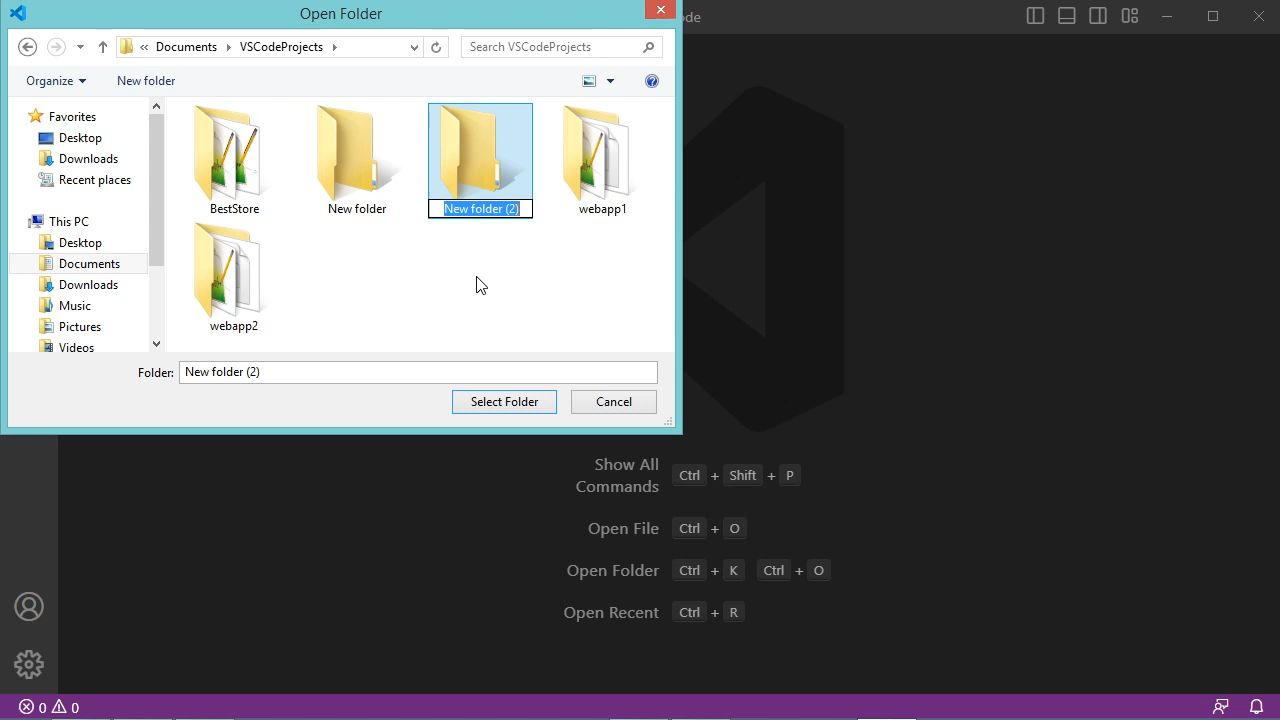 Open Folder
ode
« Documents VSCodeProjects
Search VSCodeProjects
Organize
New folder
Favorites
Desktop
Downloads
Recent places
This PC
Desktop
Documents
Downloads
Music
Pictures
Videos
BestStore
New folder
New folder (2)
webapp1
webapp2
Folder: New folder (2)
Select Folder
Cancel
Show All Commands Ctrl + Shift + P
Open File Ctrl + O
Open Folder Ctrl + K Ctrl + O
Open Recent Ctrl + R
0 0